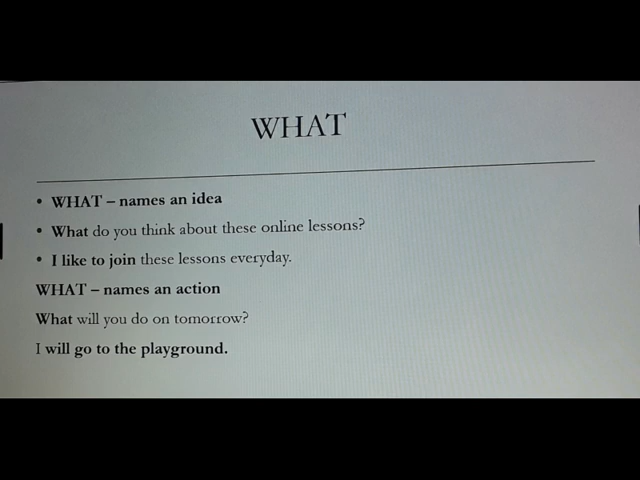 WHAT
• WHAT – names an idea
• What do you think about these online lessons?
• I like to join these lessons everyday.
WHAT – names an action
What will you do on tomorrow?
I will go to the playground.